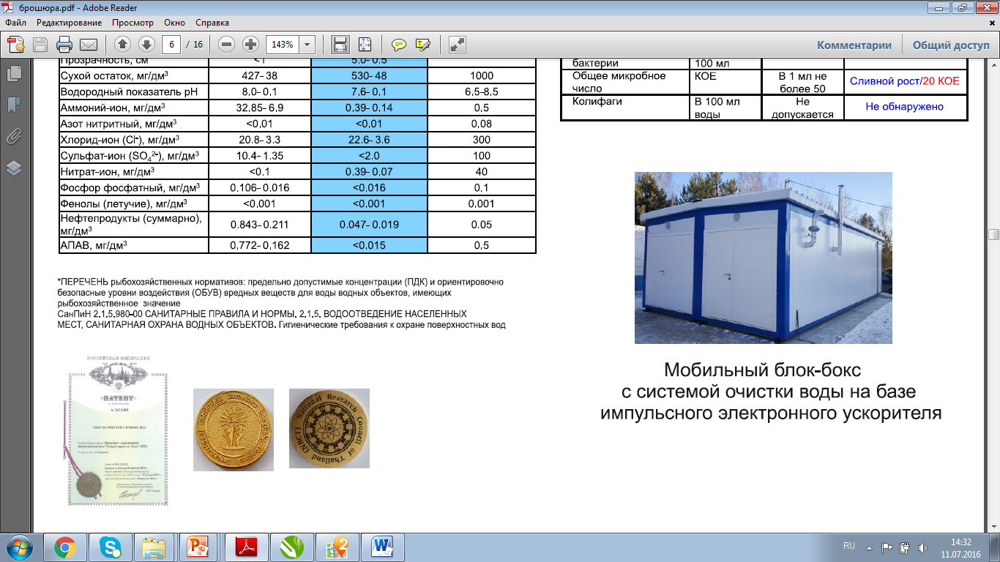 брошюра.pdf - Adobe Reader
Файл Редактирование Просмотр Окно Справка
6 / 16 143% Комментарии Общий доступ
Прозрачность, см <1 5.0- 0.5
Сухой остаток, мг/дм³ 427- 38 530- 48 1000
Водородный показатель pH 8,0- 0,1 7,6- 0,1 6,5-8,5
Аммоний-ион, мг/дм³ 32,85- 6,9 0,39- 0,14 0,5
Азот нитритный, мг/дм³ <0,01 <0,01 0,08
Хлорид-ион (Cl⁻), мг/дм³ 20.8- 3.3 22.6- 3.6 300
Сульфат-ион (SO₄²⁻), мг/дм³ 10.4- 1.35 <2.0 100
Нитрат-ион, мг/дм³ <0.1 0.39- 0.07 40
Фосфор фосфатный, мг/дм³ 0.106- 0.016 <0.016 0.1
Фенолы (летучие), мг/дм³ <0,001 <0,001 0,001
Нефтепродукты (суммарно), мг/дм³ 0.843- 0.211 0.047- 0.019 0.05
АПАВ, мг/дм³ 0,772- 0,162 <0,015 0,5
*ПЕРЕЧЕНЬ рыбохозяйственных нормативов: предельно допустимые концентрации (ПДК) и ориентировочно
безопасные уровни воздействия (ОБУВ) вредных веществ для воды водных объектов, имеющих
рыбохозяйственное значение
СанПиН 2.1.5.980–00 САНИТАРНЫЕ ПРАВИЛА И НОРМЫ. 2.1.5. ВОДООТВЕДЕНИЕ НАСЕЛЕННЫХ
МЕСТ, САНИТАРНАЯ ОХРАНА ВОДНЫХ ОБЪЕКТОВ. Гигиенические требования к охране поверхностных вод
РОССИЙСКАЯ ФЕДЕРАЦИЯ
ПАТЕНТ
СПОСОБ ОЧИСТКИ СТОЧНЫХ ВОД
National Research Council of Thailand (NRCT)
бактерии 100 мл
Общее микробное число КОЕ В 1 мл не более 50 Сливной рост/20 КОЕ
Колифаги В 100 мл воды Не допускается Не обнаружено
Мобильный блок-бокс
с системой очистки воды на базе
импульсного электронного ускорителя
RU 14:32
11.07.2016